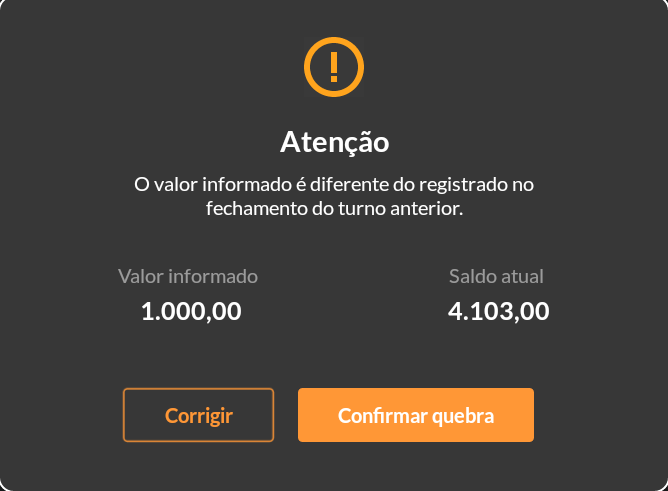 Atenção
O valor informado é diferente do registrado no
fechamento do turno anterior.
Valor informado
Saldo atual
1.000,00
4.103,00
Corrigir
Confirmar quebra